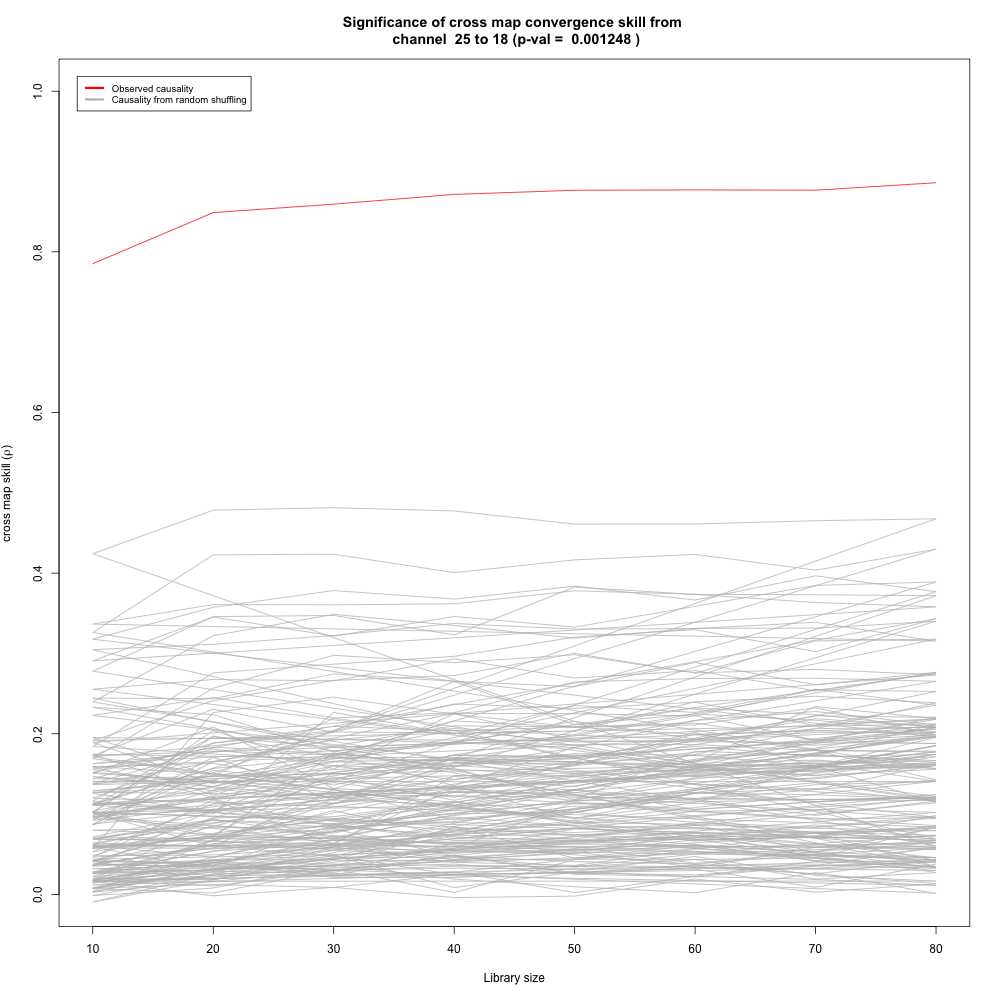 Significance of cross map convergence skill from
channel  25 to 18 (p-val =  0.001248 )
Observed causality
Causality from random shuffling
cross map skill (ρ)
1.0
0.8
0.6
0.4
0.2
0.0
10 20 30 40 50 60 70 80
Library size